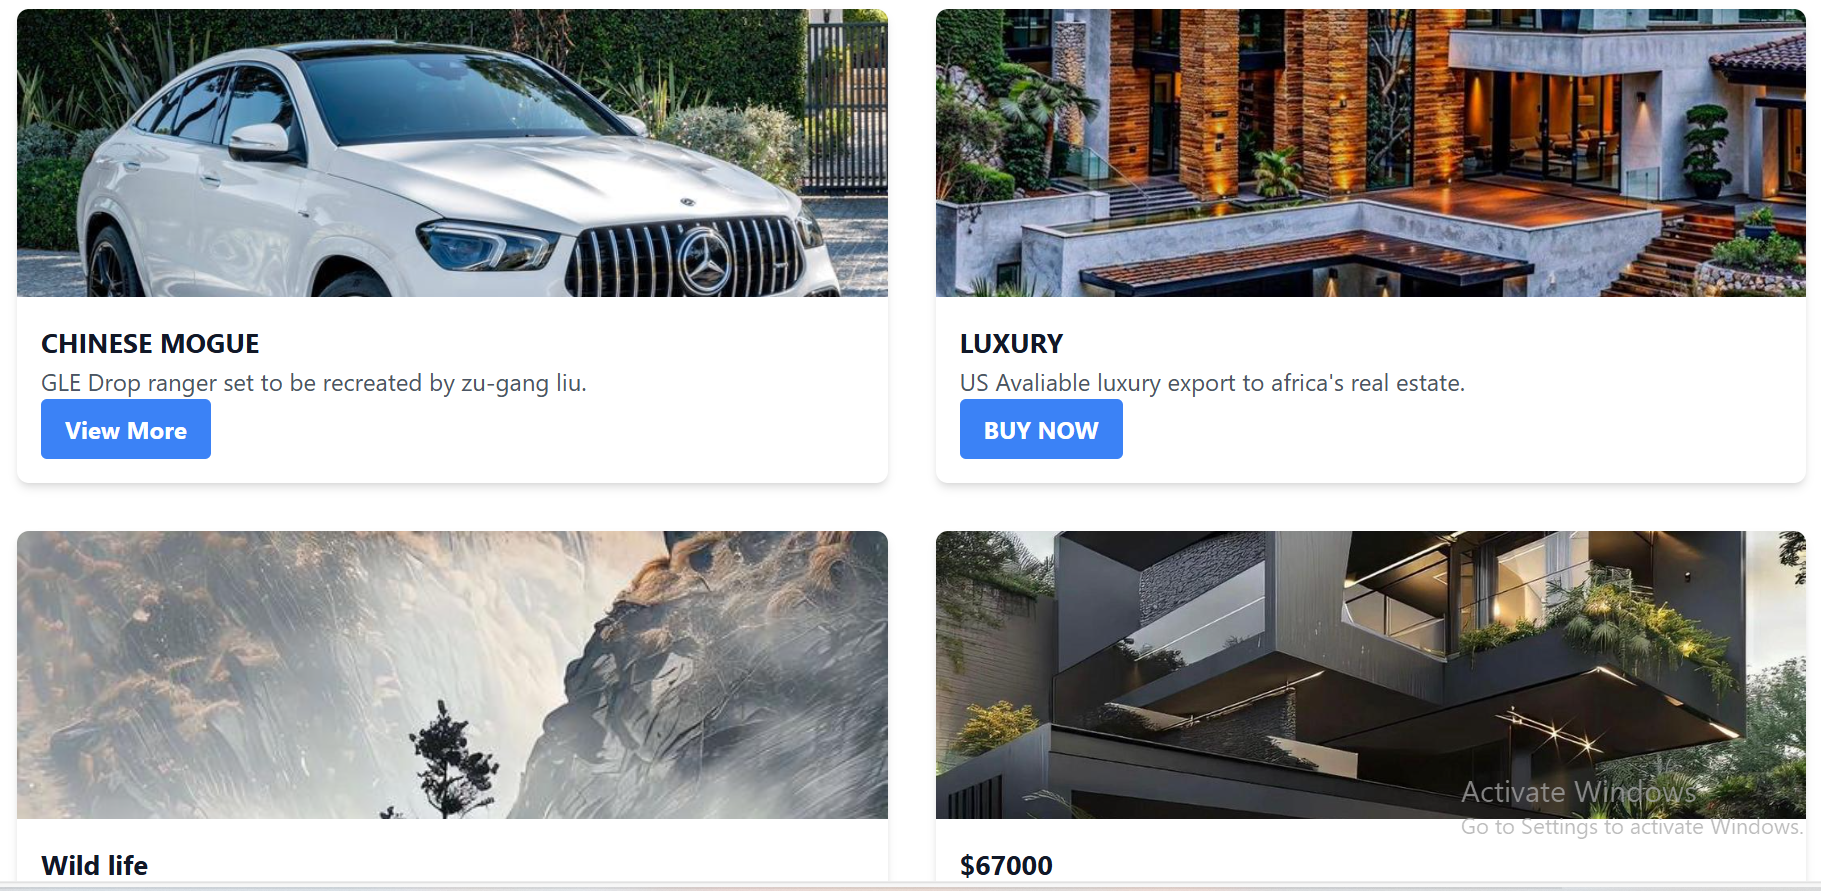 CHINESE MOGUE
GLE Drop ranger set to be recreated by zu-gang liu.
View More
LUXURY
US Avaliable luxury export to africa's real estate.
BUY NOW
Wild life
$67000
Activate Windows
Go to Settings to activate Windows.